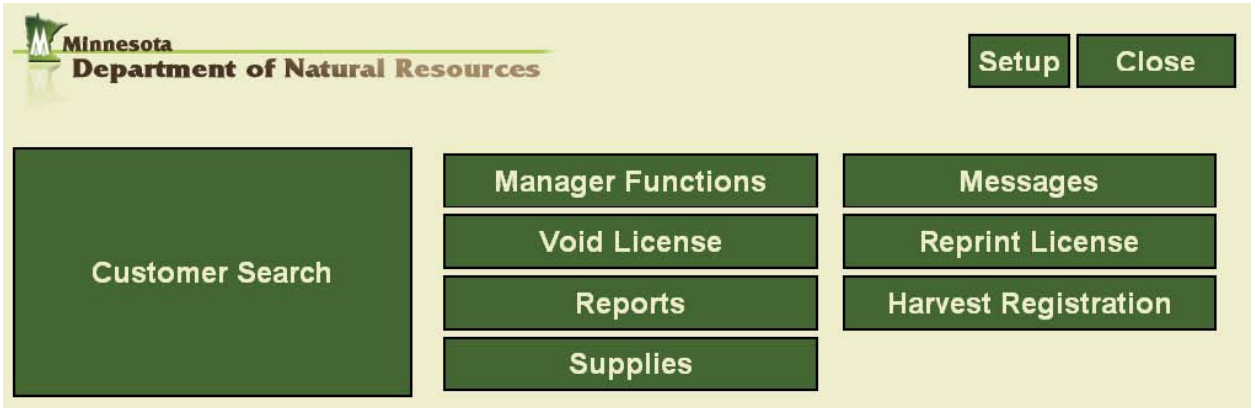 Minnesota
Department of Natural Resources
Setup
Close
Customer Search
Manager Functions
Void License
Reports
Supplies
Messages
Reprint License
Harvest Registration